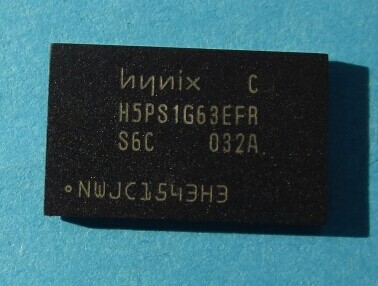 hynix C
H5PS1G63EFR
S6C 032A
NWJC1543H3